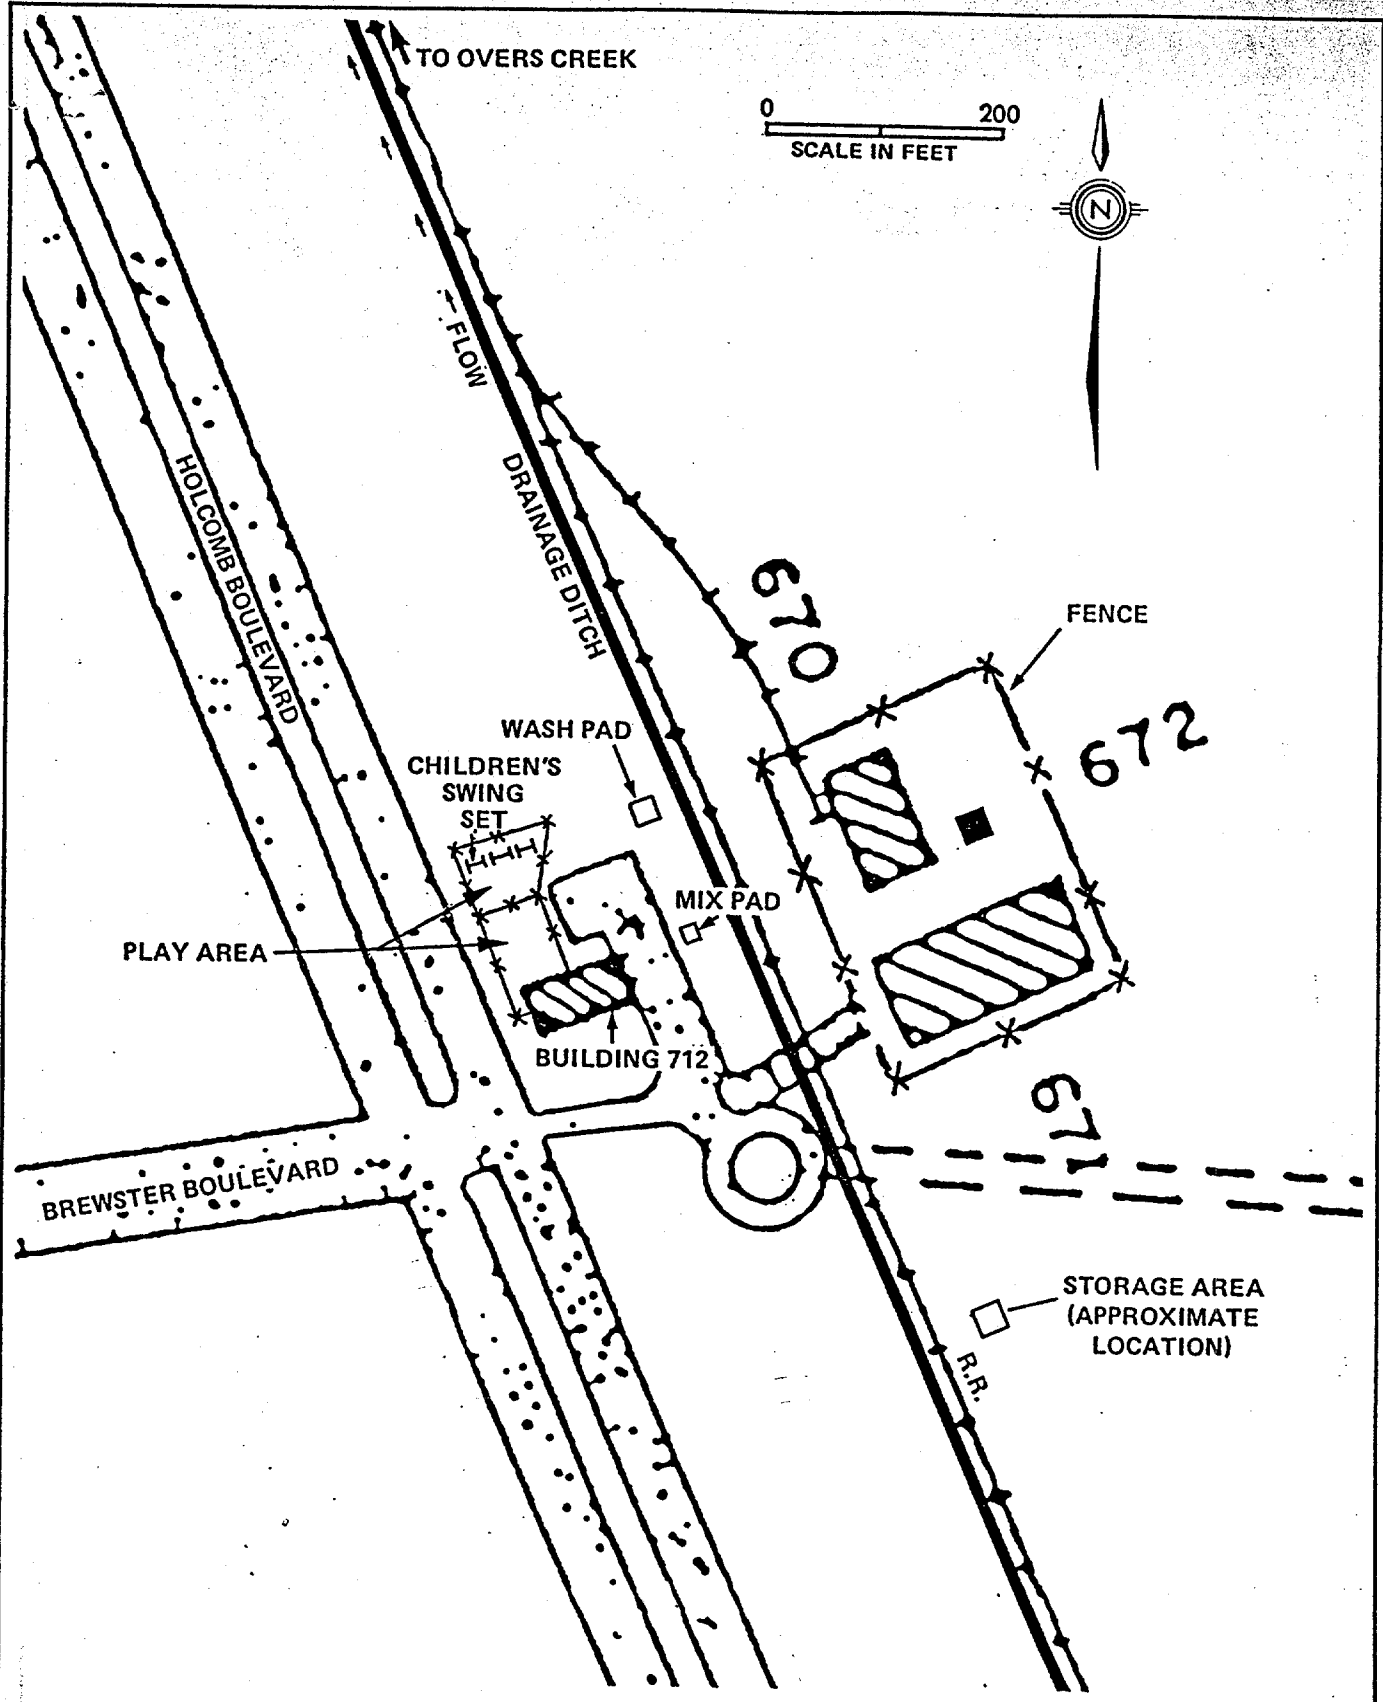 TO OVERS CREEK
0 200
SCALE IN FEET
N
FLOW
DRAINAGE DITCH
HOLCOMB BOULEVARD
670
FENCE
672
WASH PAD
CHILDREN'S
SWING
SET
MIX PAD
PLAY AREA
BUILDING 712
671
BREWSTER BOULEVARD
STORAGE AREA
(APPROXIMATE
LOCATION)
R.R.